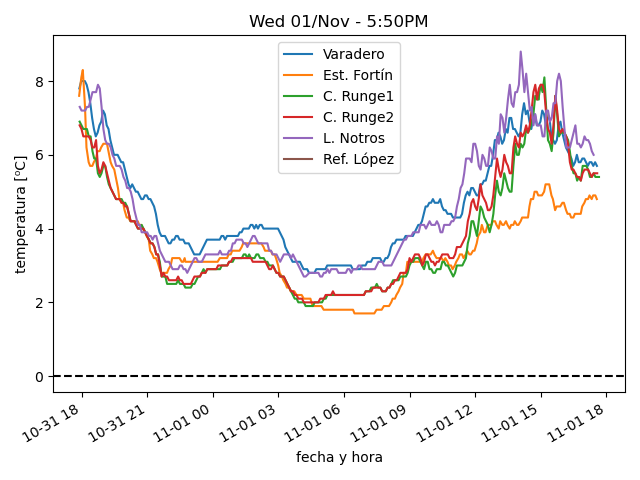 Wed 01/Nov - 5:50PM
Varadero
Est. Fortín
C. Runge1
C. Runge2
L. Notros
Ref. López
temperatura [ºC]
8
6
4
2
0
10-31 18
10-31 21
11-01 00
11-01 03
11-01 06
11-01 09
11-01 12
11-01 15
11-01 18
fecha y hora